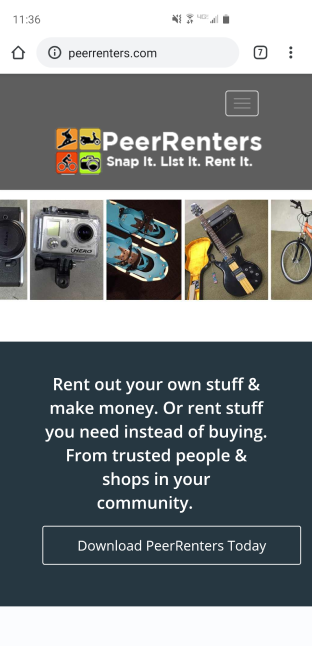 11:36
peerrenters.com
7
PeerRenters
Snap It. List It. Rent It.
HERO
Rent out your own stuff &
make money. Or rent stuff
you need instead of buying.
From trusted people &
shops in your
community.
Download PeerRenters Today